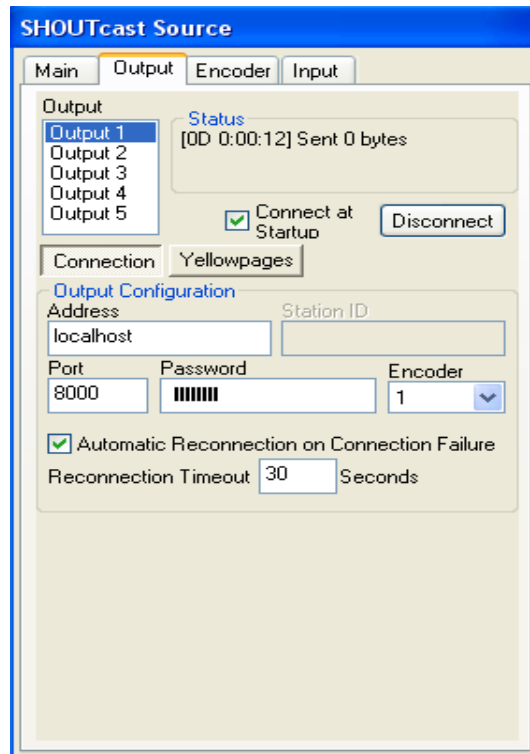 SHOUTcast Source
Main Output Encoder Input
Output
Output 1
Output 2
Output 3
Output 4
Output 5
Status
[0D 0:00:12] Sent 0 bytes
Connect at
Startup
Disconnect
Connection Yellowpages
Output Configuration
Address Station ID
localhost
Port Password Encoder
8000 1
Automatic Reconnection on Connection Failure
Reconnection Timeout 30 Seconds